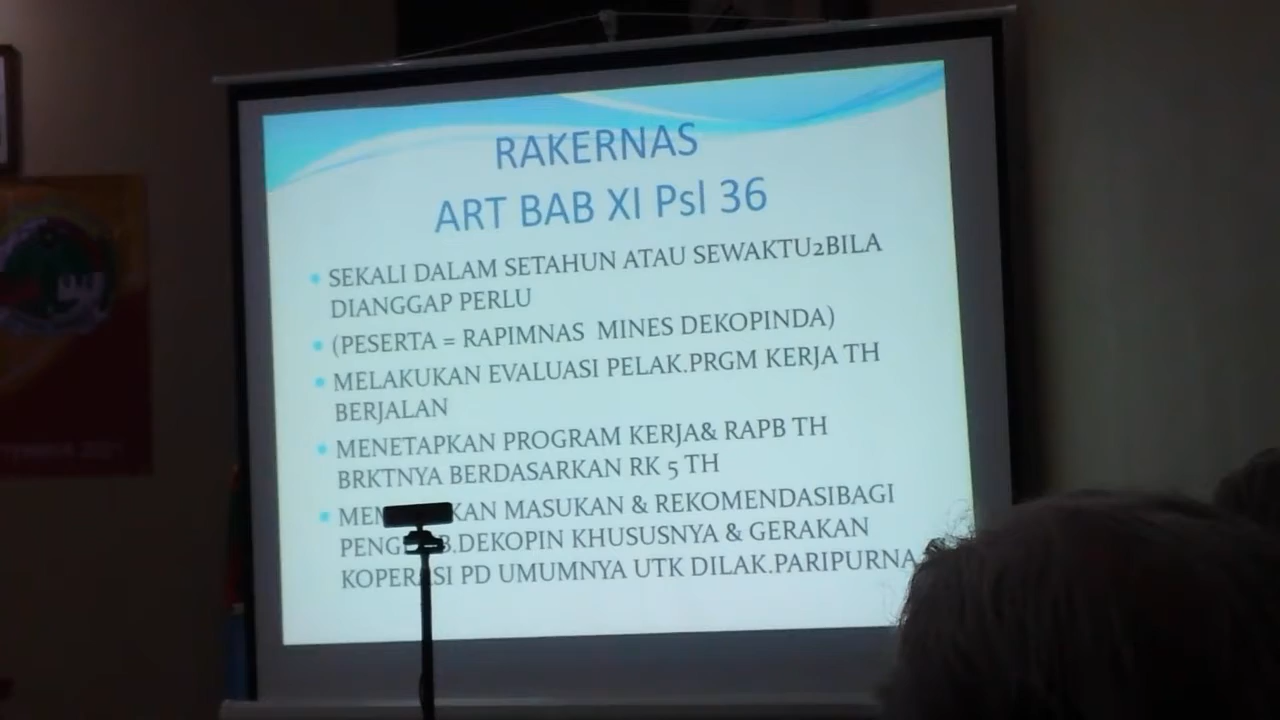 RAKERNAS
ART BAB XI Psl 36
SEKALI DALAM SETAHUN ATAU SEWAKTU2BILA
DIANGGAP PERLU
(PESERTA = RAPIMNAS MINES DEKOPINDA)
MELAKUKAN EVALUASI PELAK.PRGM KERJA TH
BERJALAN
MENETAPKAN PROGRAM KERJA& RAPB TH
BRKTNYA BERDASARKAN RK 5 TH
MASUKAN & REKOMENDASIBAGI
.DEKOPIN KHUSUSNYA & GERAKAN
KOPERASI PD UMUMNYA UTK DILAK.PARIPURNA